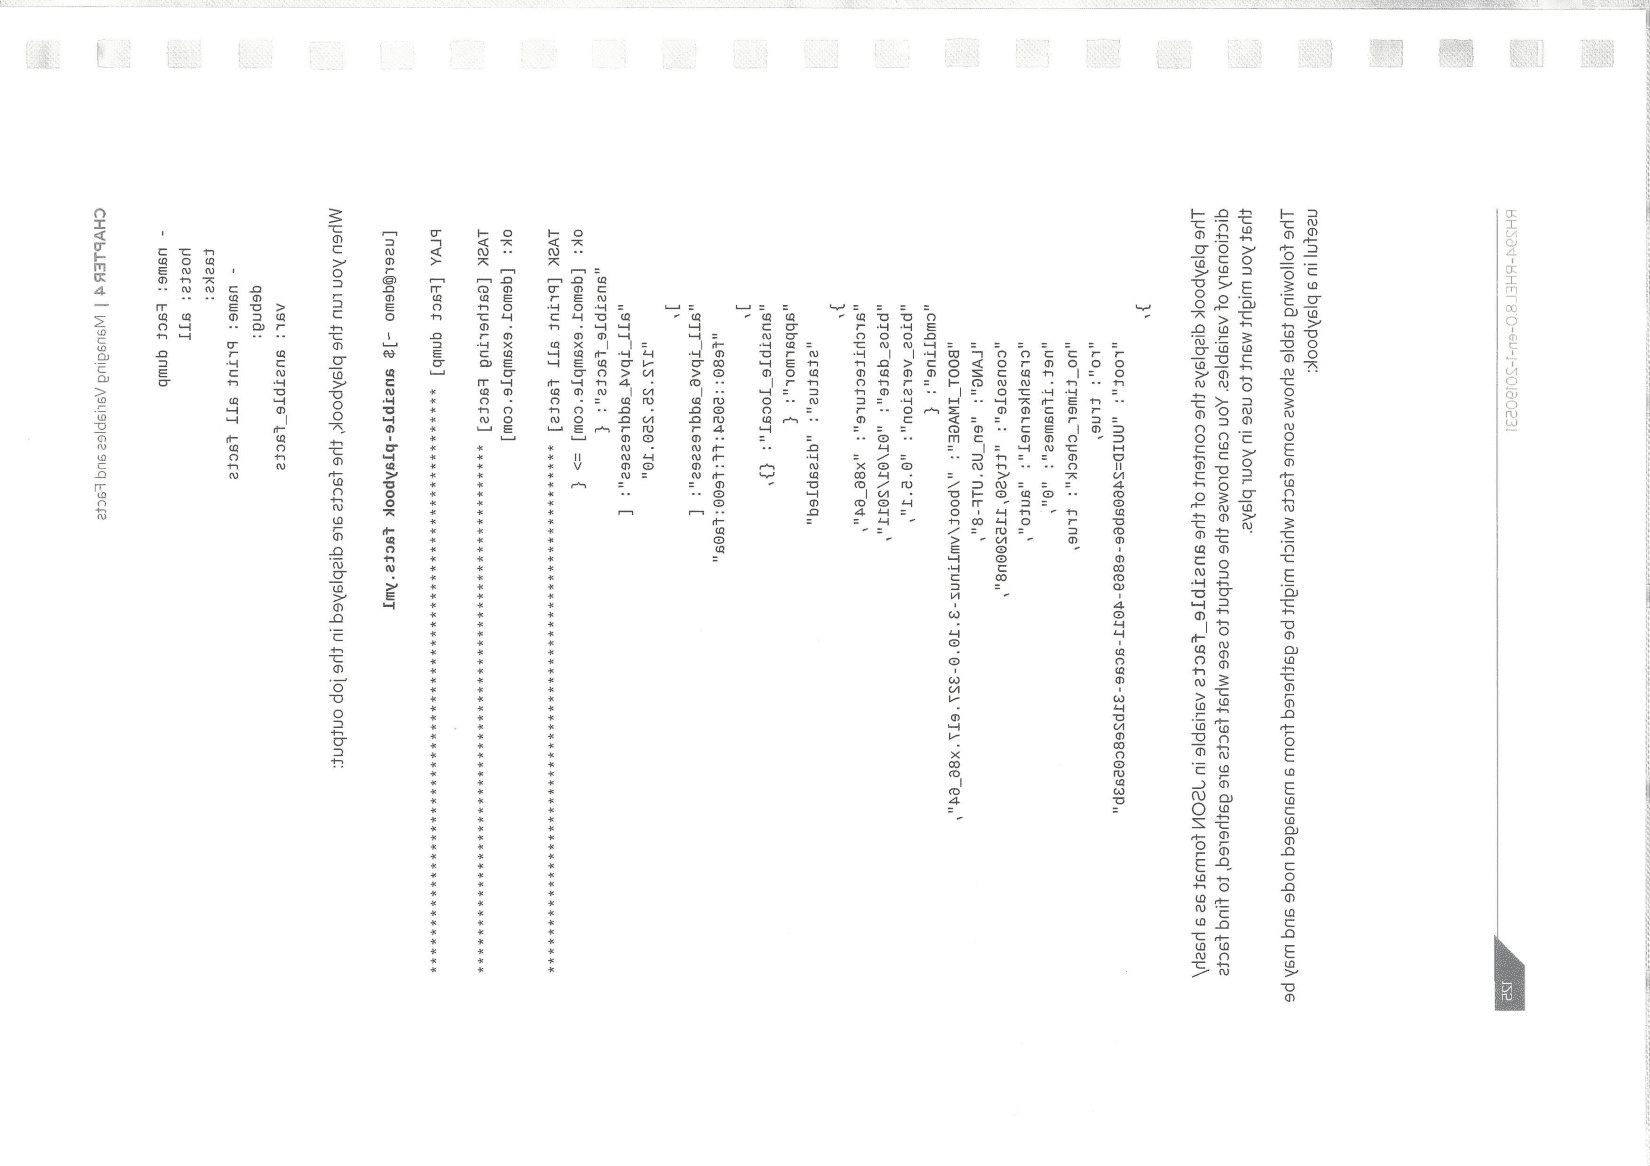 CHAPTER 4 | Managing Variables and Facts
- name: Fact dump
  hosts: all
  tasks:
    - name: Print all facts
      debug:
        var: ansible_facts
When you run the playbook, the facts are displayed in the job output:
[user@demo ~]$ ansible-playbook facts.yml
PLAY [Fact dump] ***************************************************************
TASK [Gathering Facts] *********************************************************
ok: [demo1.example.com]
TASK [Print all facts] *********************************************************
ok: [demo1.example.com] => {
    "ansible_facts": {
        "all_ipv4_addresses": [
            "172.25.250.10"
        ],
        "all_ipv6_addresses": [
            "fe80::5054:ff:fe00:fa0a"
        ],
        "ansible_local": {},
        "apparmor": {
            "status": "disabled"
        },
        "architecture": "x86_64",
        "bios_date": "01/01/2011",
        "bios_version": "0.5.1",
        "cmdline": {
            "BOOT_IMAGE": "/boot/vmlinuz-3.10.0-327.el7.x86_64",
            "LANG": "en_US.UTF-8",
            "console": "ttyS0,115200n8",
            "crashkernel": "auto",
            "net.ifnames": "0",
            "no_timer_check": true,
            "ro": true,
            "root": "UUID=2460ab6e-e869-4011-acae-31b2e8c05a3b"
        },
The playbook displays the content of the ansible_facts variable in JSON format as a hash/
dictionary of variables. You can browse the output to see what facts are gathered, to find facts
that you might want to use in your plays.
The following table shows some facts which might be gathered from a managed node and may be
useful in a playbook:
RH294-RHEL8.0-en-1-20190531
125